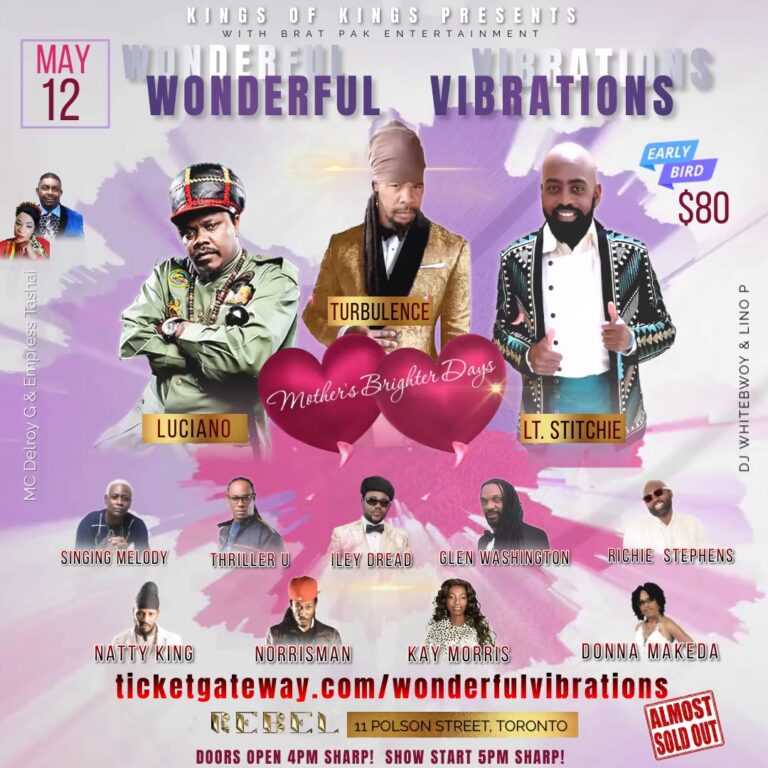 KINGS OF KINGS PRESENTS
WITH BRAT PAK ENTERTAINMENT
MAY
12
WONDERFUL VIBRATIONS
WONDERFUL VIBRATIONS
EARLY
BIRD
$80
MC Delroy G & Empress Tashai
DJ WHITEBWOY & LINO P
TURBULENCE
Mother's Brighter Days
LUCIANO
LT. STITCHIE
SINGING MELODY
THRILLER U
ILEY DREAD
GLEN WASHINGTON
RICHIE STEPHENS
NATTY KING
NORRISMAN
KAY MORRIS
DONNA MAKEDA
ticketgateway.com/wonderfulvibrations
REBEL
11 POLSON STREET, TORONTO
ALMOST
SOLD OUT
DOORS OPEN 4PM SHARP! SHOW START 5PM SHARP!